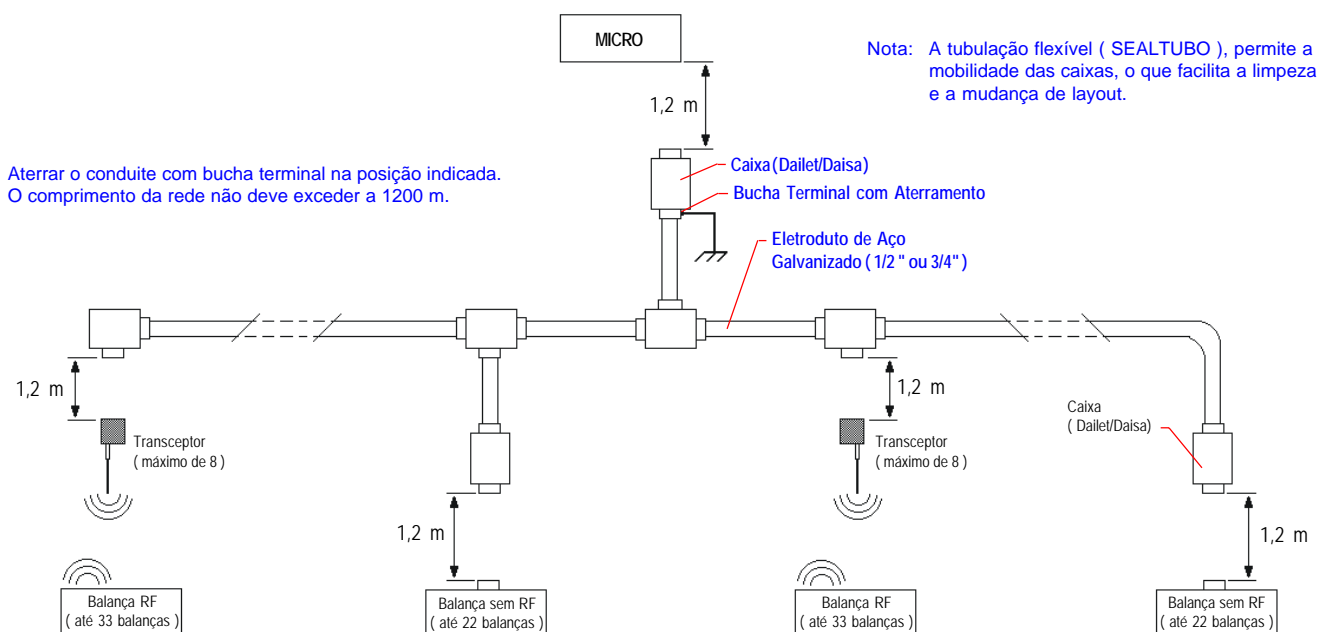 MICRO
Nota: A tubulação flexível ( SEALTUBO ), permite a
mobilidade das caixas, o que facilita a limpeza
e a mudança de layout.
1,2 m
Aterrar o conduite com bucha terminal na posição indicada.
O comprimento da rede não deve exceder a 1200 m.
Caixa (Dailet/Daisa)
Bucha Terminal com Aterramento
Eletroduto de Aço
Galvanizado ( 1/2 " ou 3/4" )
1,2 m
Transceptor
( máximo de 8 )
1,2 m
Transceptor
( máximo de 8 )
Caixa
( Dailet/Daisa)
1,2 m
1,2 m
Balança RF
( até 33 balanças )
Balança sem RF
( até 22 balanças )
Balança RF
( até 33 balanças )
Balança sem RF
( até 22 balanças )